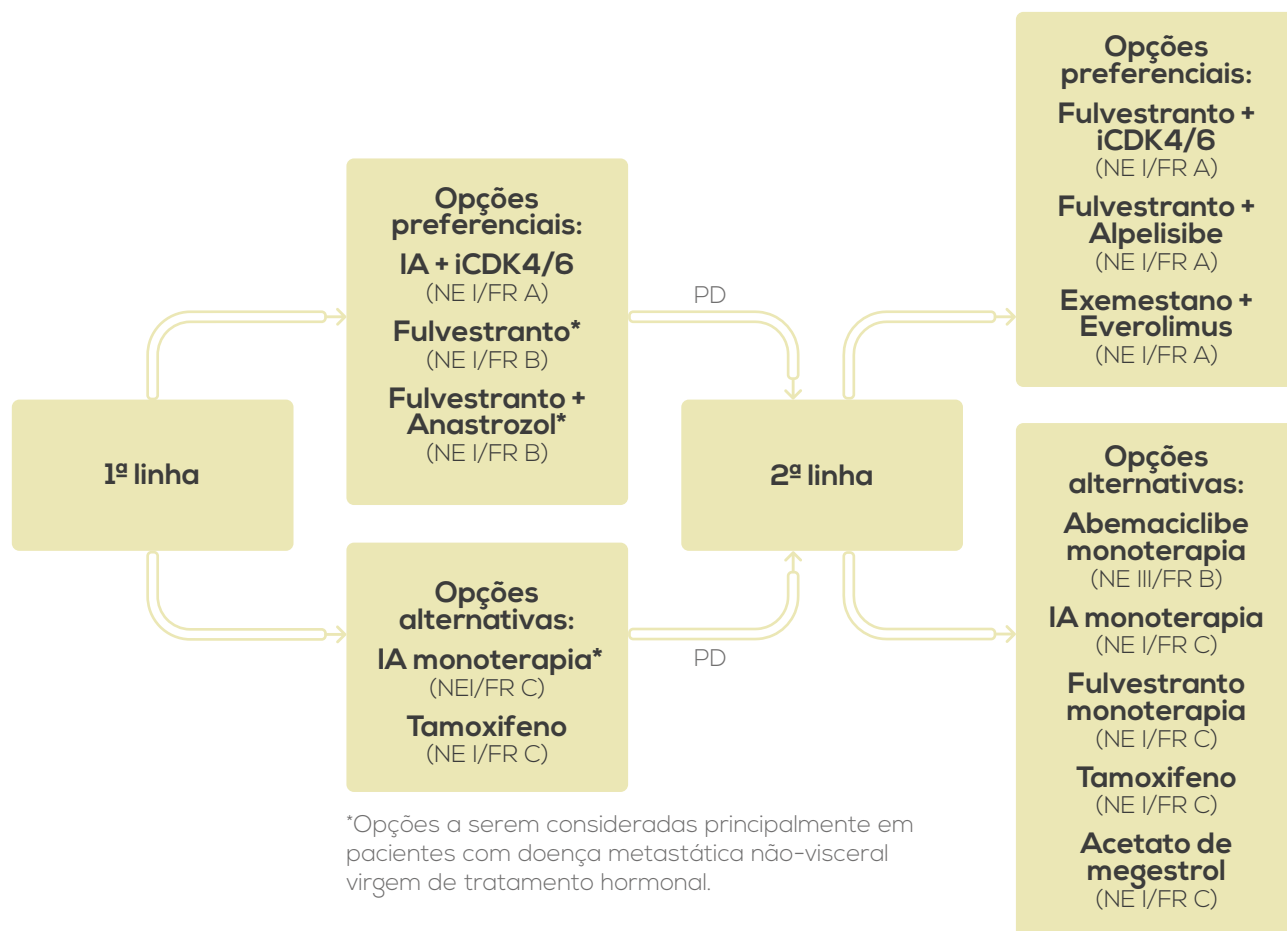 1ª linha
Opções
preferenciais:
IA + iCDK4/6
(NE I/FR A)
Fulvestranto*
(NE I/FR B)
Fulvestranto +
Anastrozol*
(NE I/FR B)
Opções
alternativas:
IA monoterapia*
(NEI/FR C)
Tamoxifeno
(NE I/FR C)
PD
PD
2ª linha
Opções
preferenciais:
Fulvestranto +
iCDK4/6
(NE I/FR A)
Fulvestranto +
Alpelisibe
(NE I/FR A)
Exemestano +
Everolimus
(NE I/FR A)
Opções
alternativas:
Abemaciclibe
monoterapia
(NE III/FR B)
IA monoterapia
(NE I/FR C)
Fulvestranto
monoterapia
(NE I/FR C)
Tamoxifeno
(NE I/FR C)
Acetato de
megestrol
(NE I/FR C)
*Opções a serem consideradas principalmente em
pacientes com doença metastática não-visceral
virgem de tratamento hormonal.